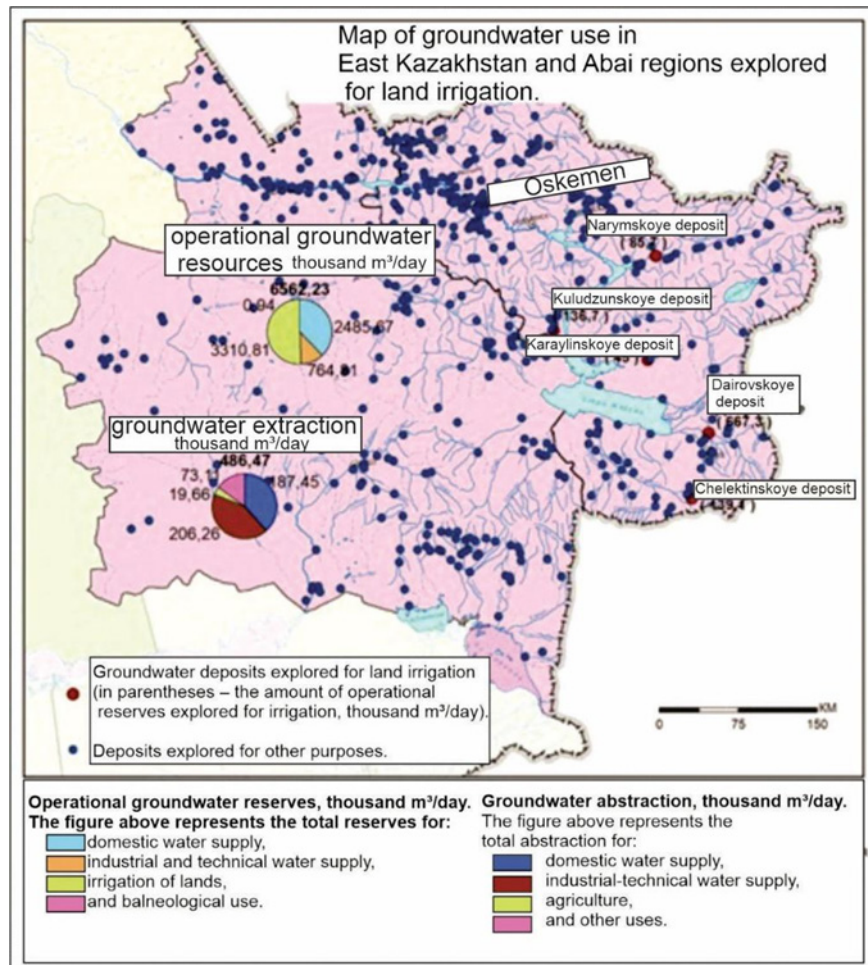 Map of groundwater use in
East Kazakhstan and Abai regions explored
for land irrigation.
Oskemen
Narymskoye deposit
operational groundwater
resources thousand m³/day
6562,23
0,94
2485,67
3310,81
764,81
Kuludzunskoye deposit
(136,7)
Karaylinskoye deposit
Dairovskoye
deposit
groundwater extraction
thousand m³/day
486,47
73,1
187,45
19,66
206,26
Chelektinskoye deposit
Groundwater deposits explored for land irrigation
(in parentheses – the amount of operational
reserves explored for irrigation, thousand m³/day).
Deposits explored for other purposes.
KM
0 75 150
Operational groundwater reserves, thousand m³/day.
The figure above represents the total reserves for:
domestic water supply,
industrial and technical water supply,
irrigation of lands,
and balneological use.
Groundwater abstraction, thousand m³/day.
The figure above represents the
total abstraction for:
domestic water supply,
industrial-technical water supply,
agriculture,
and other uses.